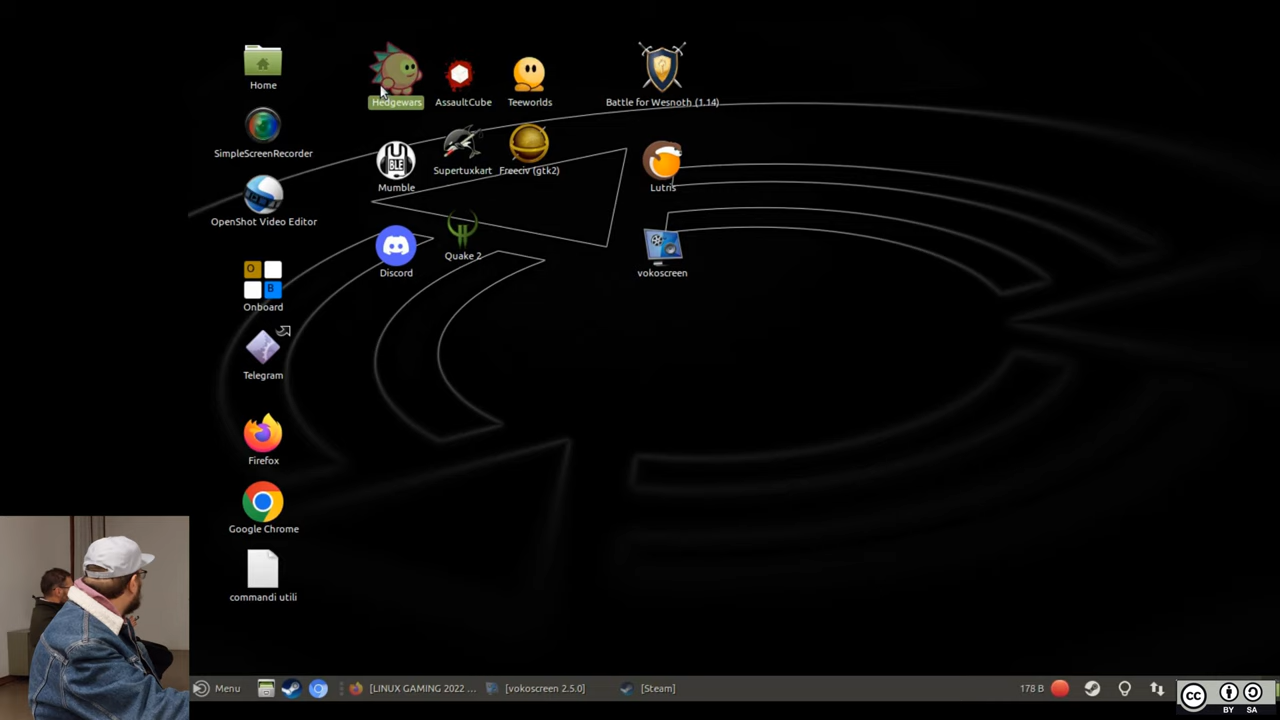 Home
Hedgewars
AssaultCube
Teeworlds
Battle for Wesnoth (1.14)
SimpleScreenRecorder
Mumble
UBLE
Supertuxkart
Freeciv (gtk2)
Lutris
OpenShot Video Editor
Discord
Quake 2
vokoscreen
O
B
Onboard
Telegram
Firefox
Google Chrome
commandi utili
Menu
[LINUX GAMING 2022 ...
[vokoscreen 2.5.0]
[Steam]
178 B
cc
BY SA